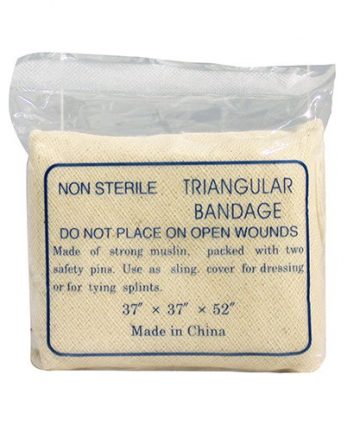 NON STERILE TRIANGULAR
BANDAGE
DO NOT PLACE ON OPEN WOUNDS
Made of strong muslin, packed with two
safety pins. Use as sling. cover for dressing
or for tying splints.
37" × 37" × 52"
Made in China